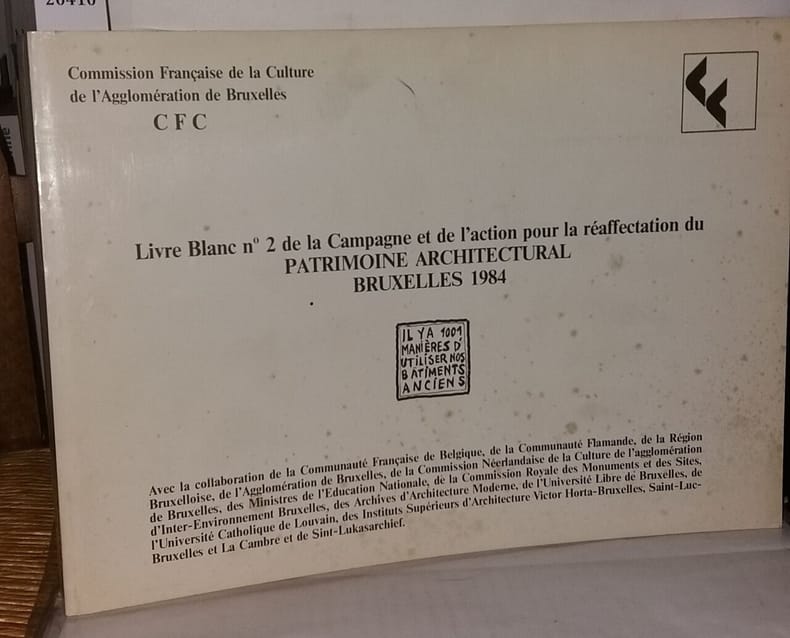 20410
Commission Française de la Culture
de l'Agglomération de Bruxelles
C F C
Livre Blanc nº 2 de la Campagne et de l'action pour la réaffectation du
PATRIMOINE ARCHITECTURAL
BRUXELLES 1984
IL Y A 1001
MANIÈRES D'
UTILISER NOS
BÂTIMENTS
ANCIENS
Avec la collaboration de la Communauté Française de Belgique, de la Communauté Flamande, de la Région
Bruxelloise, de l'Agglomération de Bruxelles, de la Commission Néerlandaise de la Culture de l'agglomération
de Bruxelles, des Ministres de l'Education Nationale, de la Commission Royale des Monuments et des Sites,
d'Inter-Environnement Bruxelles, des Archives d'Architecture Moderne, de l'Université Libre de Bruxelles, de
l'Université Catholique de Louvain, des Instituts Supérieurs d'Architecture Victor Horta-Bruxelles, Saint-Luc-
Bruxelles et La Cambre et de Sint-Lukasarchief.